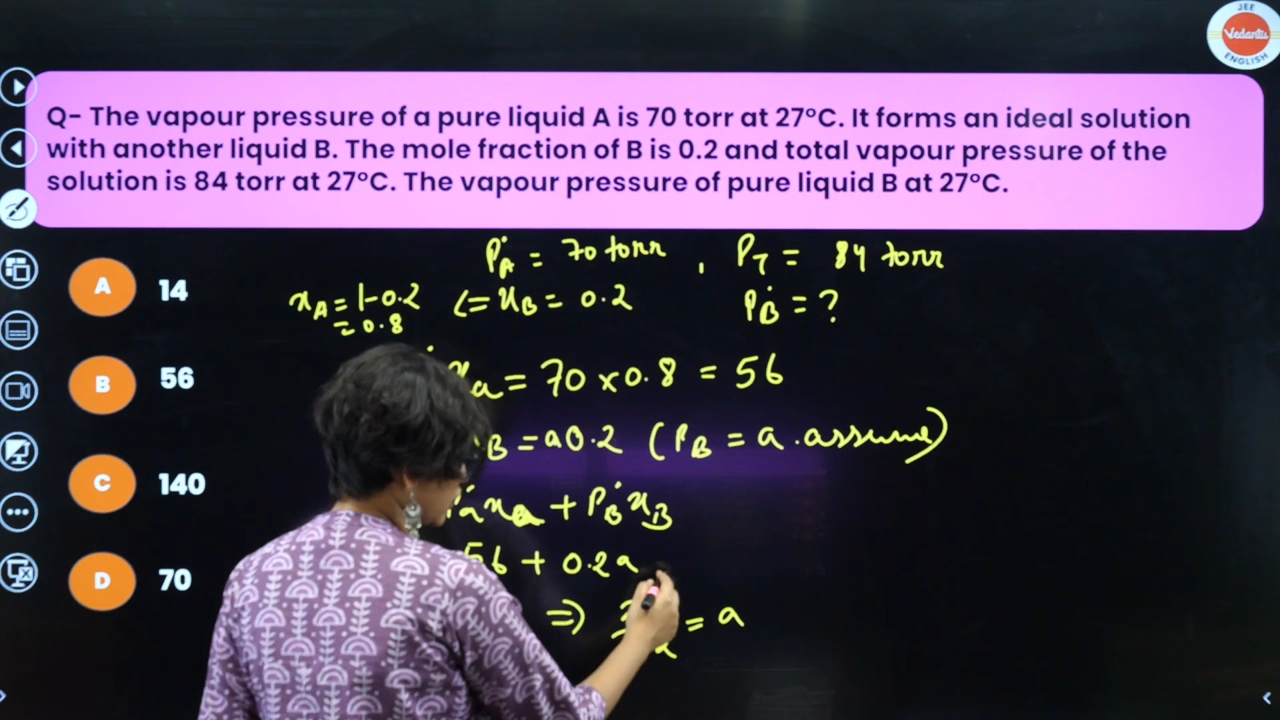 JEE
Vedantu
ENGLISH
Q- The vapour pressure of a pure liquid A is 70 torr at 27°C. It forms an ideal solution
with another liquid B. The mole fraction of B is 0.2 and total vapour pressure of the
solution is 84 torr at 27°C. The vapour pressure of pure liquid B at 27°C.
P°A = 70 torr , PT = 84 torr
A 14
xA = 1-0.2 <= xB = 0.2 P°B = ?
= 0.8
B 56
xa = 70 x 0.8 = 56
B = a0.2 (PB = a . assume)
C 140
P°a xa + P°B xB
56 + 0.2a
D 70
=> = a